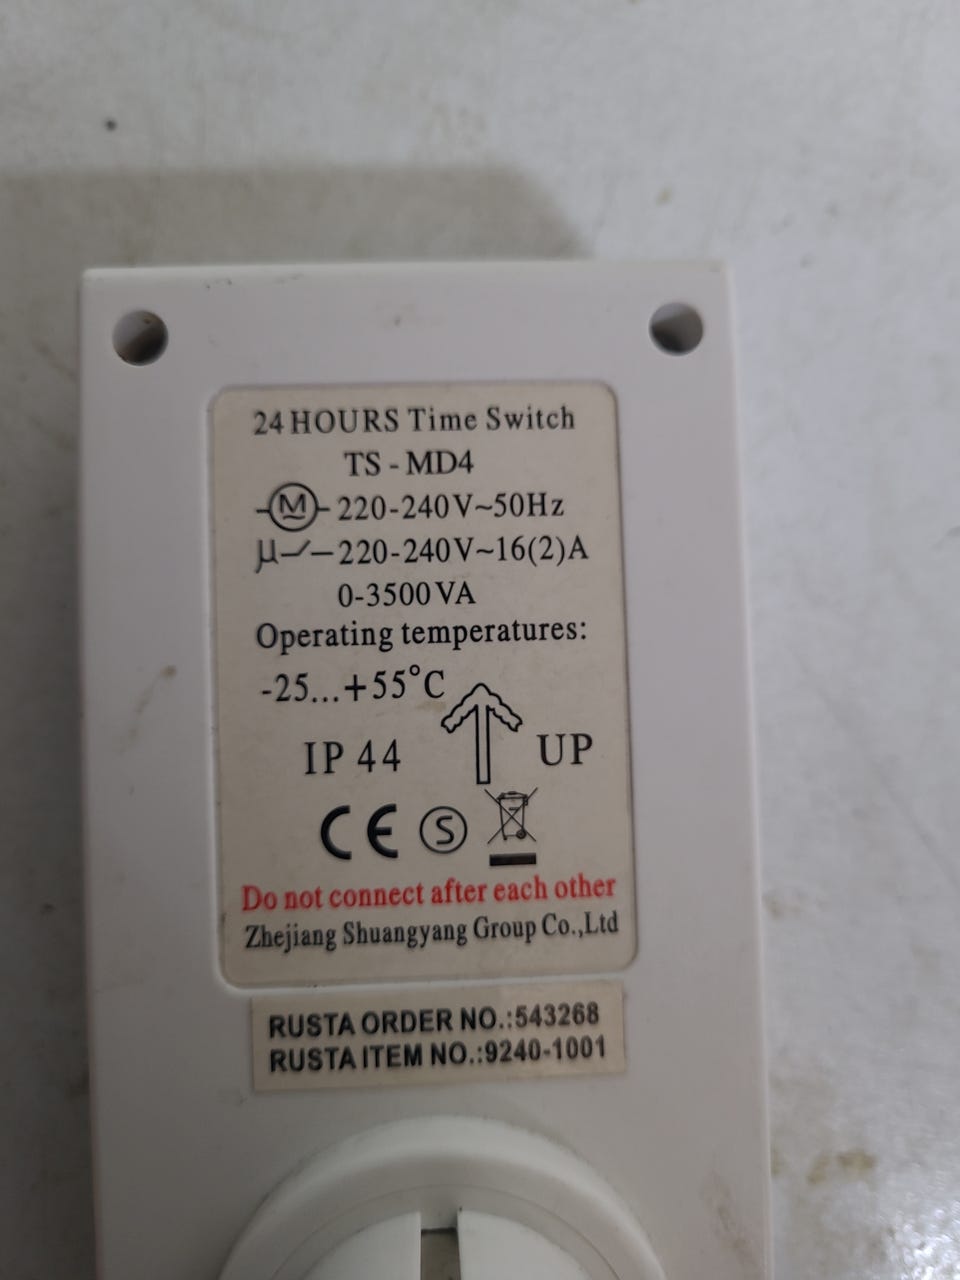 24 HOURS Time Switch
TS - MD4
M 220-240V~50Hz
µ 220-240V~16(2)A
0-3500VA
Operating temperatures:
-25...+55°C
IP 44 UP
CE S
Do not connect after each other
Zhejiang Shuangyang Group Co.,Ltd
RUSTA ORDER NO.:543268
RUSTA ITEM NO.:9240-1001